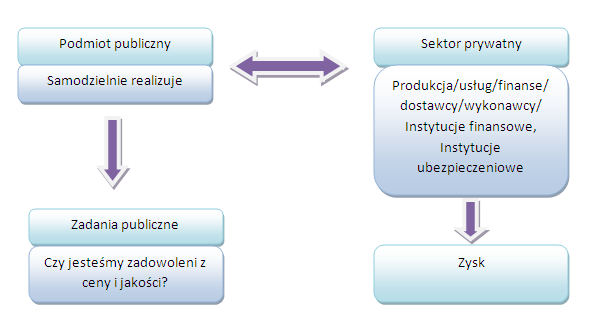 Podmiot publiczny
Samodzielnie realizuje
Sektor prywatny
Produkcja/usług/finanse/
dostawcy/wykonawcy/
Instytucje finansowe,
Instytucje
ubezpieczeniowe
Zadania publiczne
Czy jesteśmy zadowoleni z
ceny i jakości?
Zysk